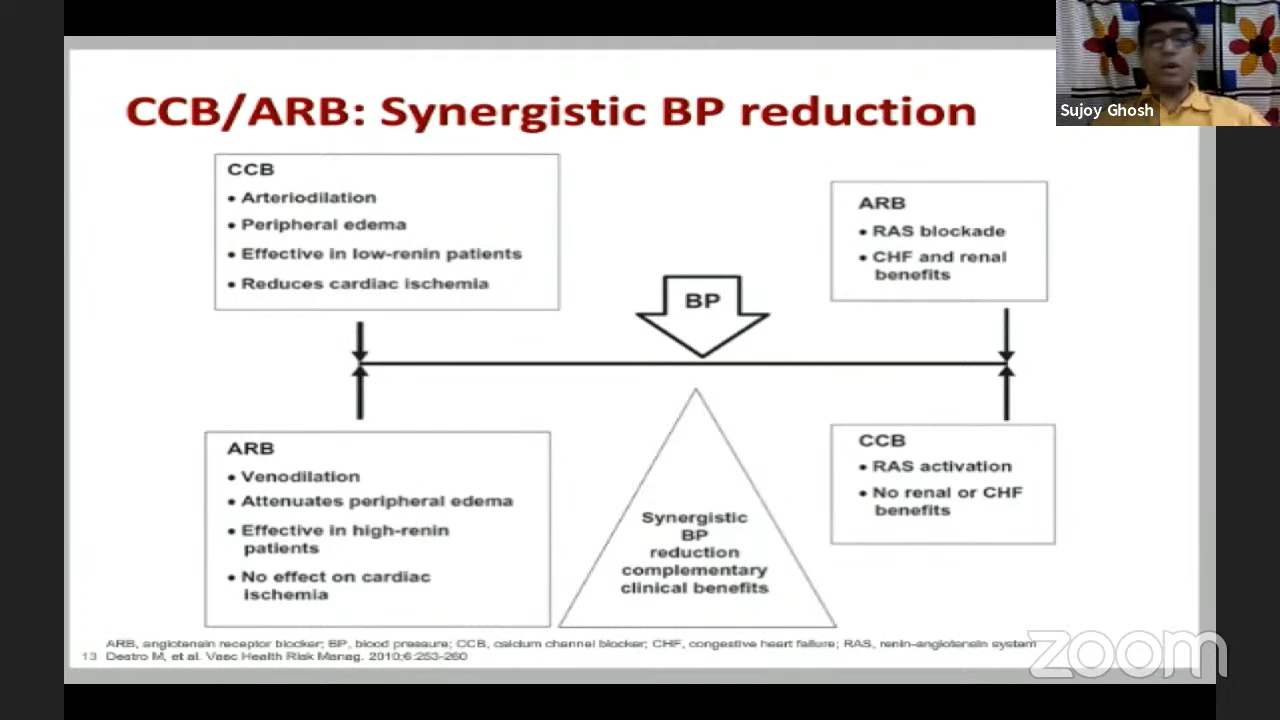 CCB/ARB: Synergistic BP reduction
Sujoy Ghosh
CCB
• Arteriodilation
• Peripheral edema
• Effective in low-renin patients
• Reduces cardiac ischemia
ARB
• RAS blockade
• CHF and renal
benefits
BP
ARB
• Venodilation
• Attenuates peripheral edema
• Effective in high-renin
patients
• No effect on cardiac
ischemia
Synergistic
BP
reduction
complementary
clinical benefits
CCB
• RAS activation
• No renal or CHF
benefits
ARB, angiotensin receptor blocker; BP, blood pressure; CCB, calcium channel blocker; CHF, congestive heart failure; RAS, renin-angiotensin system
13 Destro M, et al. Vasc Health Risk Manag. 2010;6:253-260
zoom